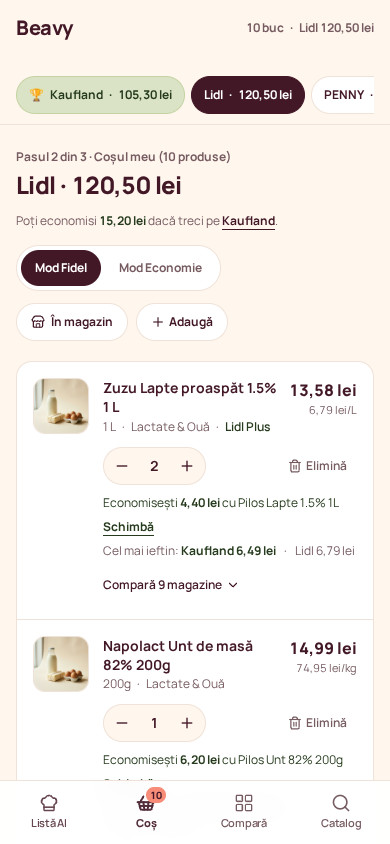 Beavy
10 buc · Lidl 120,50 lei
🏆 Kaufland · 105,30 lei
Lidl · 120,50 lei
PENNY ·
Pasul 2 din 3 · Coșul meu (10 produse)
Lidl · 120,50 lei
Poți economisi 15,20 lei dacă treci pe Kaufland.
Mod Fidel
Mod Economie
În magazin
Adaugă
Zuzu Lapte proaspăt 1.5% 1 L
13,58 lei
6,79 lei/L
1 L · Lactate & Ouă · Lidl Plus
− 2 +
Elimină
Economisești 4,40 lei cu Pilos Lapte 1.5% 1L
Schimbă
Cel mai ieftin: Kaufland 6,49 lei · Lidl 6,79 lei
Compară 9 magazine
Napolact Unt de masă 82% 200g
14,99 lei
74,95 lei/kg
200g · Lactate & Ouă
− 1 +
Elimină
Economisești 6,20 lei cu Pilos Unt 82% 200g
10
Listă AI
Coș
Compară
Catalog